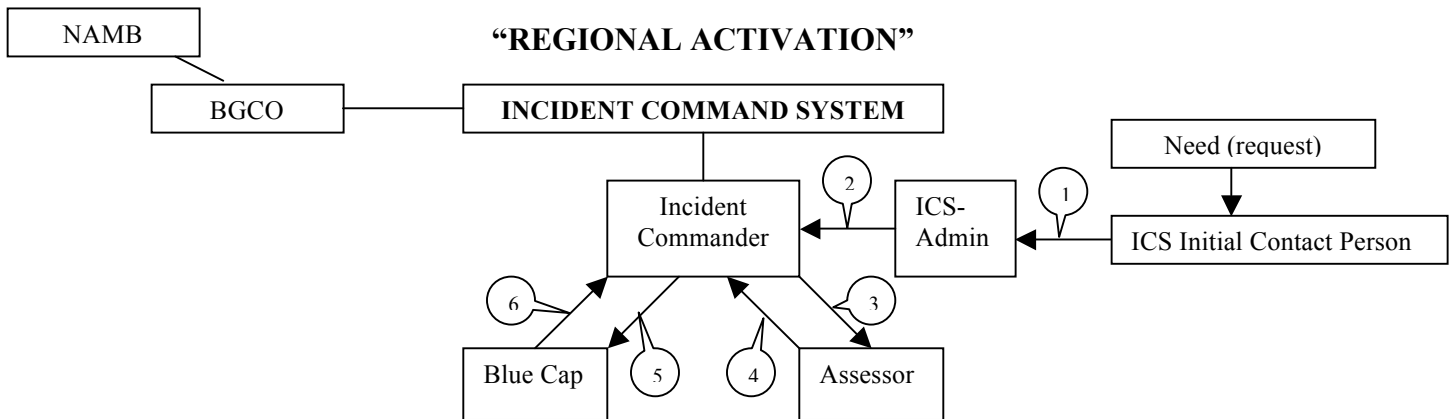 NAMB
“REGIONAL ACTIVATION”
BGCO
INCIDENT COMMAND SYSTEM
Need (request)
Incident
Commander
2
ICS-
Admin
1
ICS Initial Contact Person
6
3
Blue Cap
5
4
Assessor